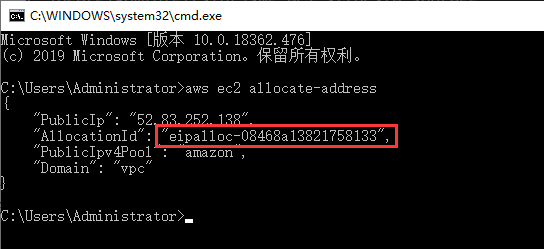 C:\WINDOWS\system32\cmd.exe
Microsoft Windows [版本 10.0.18362.476]
(c) 2019 Microsoft Corporation。保留所有权利。
C:\Users\Administrator>aws ec2 allocate-address
{
"PublicIp": "52.83.252.138",
"AllocationId": "eipalloc-08468a13821758133",
"PublicIpv4Pool": "amazon",
"Domain": "vpc"
}
C:\Users\Administrator>